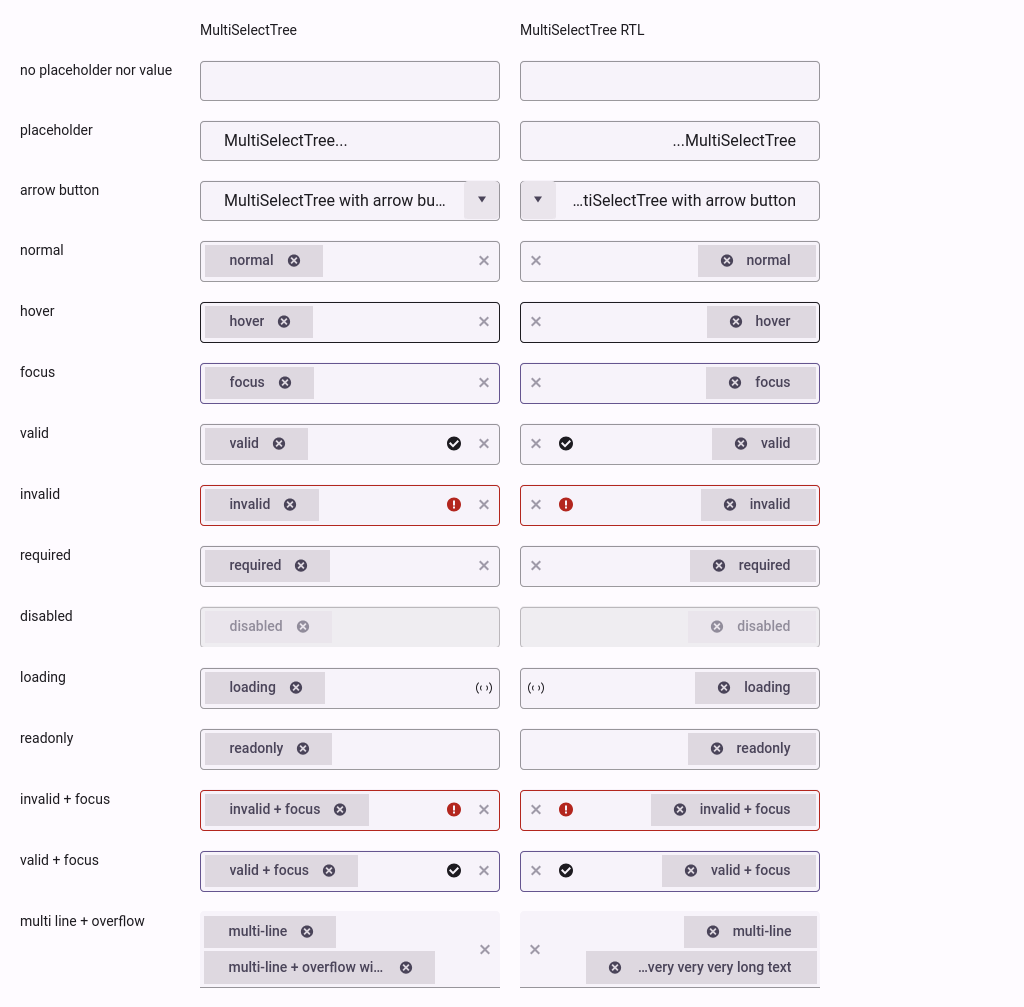 MultiSelectTree MultiSelectTree RTL
no placeholder nor value
placeholder MultiSelectTree... ...MultiSelectTree
arrow button MultiSelectTree with arrow bu... ...tiSelectTree with arrow button
normal normal normal
hover hover hover
focus focus focus
valid valid valid
invalid invalid invalid
required required required
disabled disabled disabled
loading loading loading
readonly readonly readonly
invalid + focus invalid + focus invalid + focus
valid + focus valid + focus valid + focus
multi line + overflow multi-line multi-line
multi-line + overflow wi... ...very very very long text